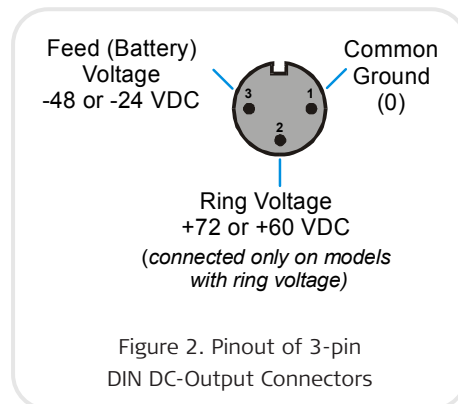 Feed (Battery)
Voltage
-48 or -24 VDC
Common
Ground
(0)
3
1
2
Ring Voltage
+72 or +60 VDC
(connected only on models
with ring voltage)
Figure 2. Pinout of 3-pin
DIN DC-Output Connectors